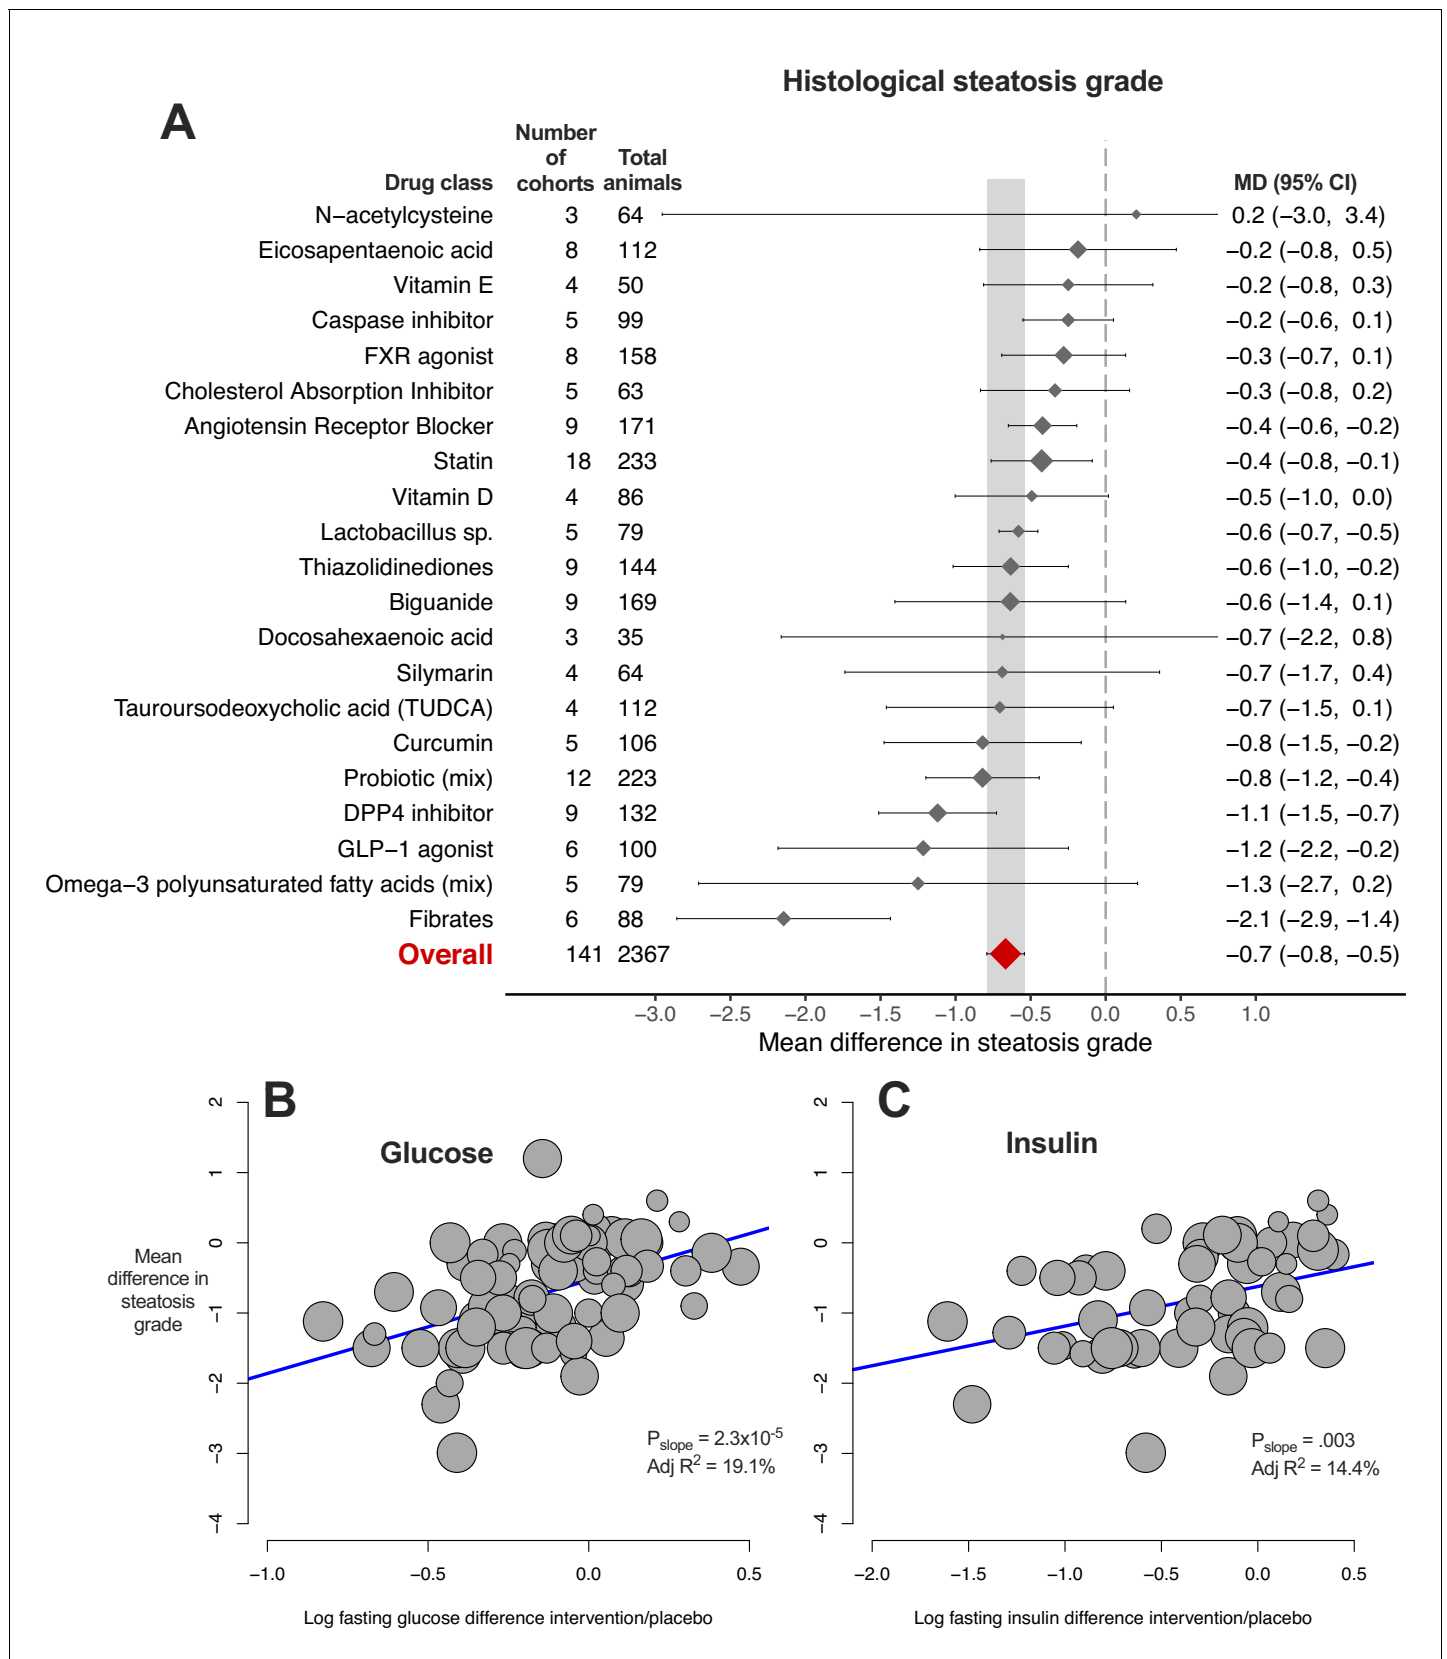 Histological steatosis grade
A
Number
of
cohorts
Total
animals
Drug class
MD (95% CI)
N−acetylcysteine 3 64 0.2 (−3.0, 3.4)
Eicosapentaenoic acid 8 112 −0.2 (−0.8, 0.5)
Vitamin E 4 50 −0.2 (−0.8, 0.3)
Caspase inhibitor 5 99 −0.2 (−0.6, 0.1)
FXR agonist 8 158 −0.3 (−0.7, 0.1)
Cholesterol Absorption Inhibitor 5 63 −0.3 (−0.8, 0.2)
Angiotensin Receptor Blocker 9 171 −0.4 (−0.6, −0.2)
Statin 18 233 −0.4 (−0.8, −0.1)
Vitamin D 4 86 −0.5 (−1.0, 0.0)
Lactobacillus sp. 5 79 −0.6 (−0.7, −0.5)
Thiazolidinediones 9 144 −0.6 (−1.0, −0.2)
Biguanide 9 169 −0.6 (−1.4, 0.1)
Docosahexaenoic acid 3 35 −0.7 (−2.2, 0.8)
Silymarin 4 64 −0.7 (−1.7, 0.4)
Tauroursodeoxycholic acid (TUDCA) 4 112 −0.7 (−1.5, 0.1)
Curcumin 5 106 −0.8 (−1.5, −0.2)
Probiotic (mix) 12 223 −0.8 (−1.2, −0.4)
DPP4 inhibitor 9 132 −1.1 (−1.5, −0.7)
GLP−1 agonist 6 100 −1.2 (−2.2, −0.2)
Omega−3 polyunsaturated fatty acids (mix) 5 79 −1.3 (−2.7, 0.2)
Fibrates 6 88 −2.1 (−2.9, −1.4)
Overall 141 2367 −0.7 (−0.8, −0.5)
−3.0 −2.5 −2.0 −1.5 −1.0 −0.5 0.0 0.5 1.0
Mean difference in steatosis grade
B
Glucose
2
1
0
−1
−2
−3
−4
Mean
difference in
steatosis
grade
P slope = 2.3x10-5
Adj R2 = 19.1%
−1.0 −0.5 0.0 0.5
Log fasting glucose difference intervention/placebo
C
Insulin
2
1
0
−1
−2
−3
−4
P slope = .003
Adj R2 = 14.4%
−2.0 −1.5 −1.0 −0.5 0.0 0.5
Log fasting insulin difference intervention/placebo